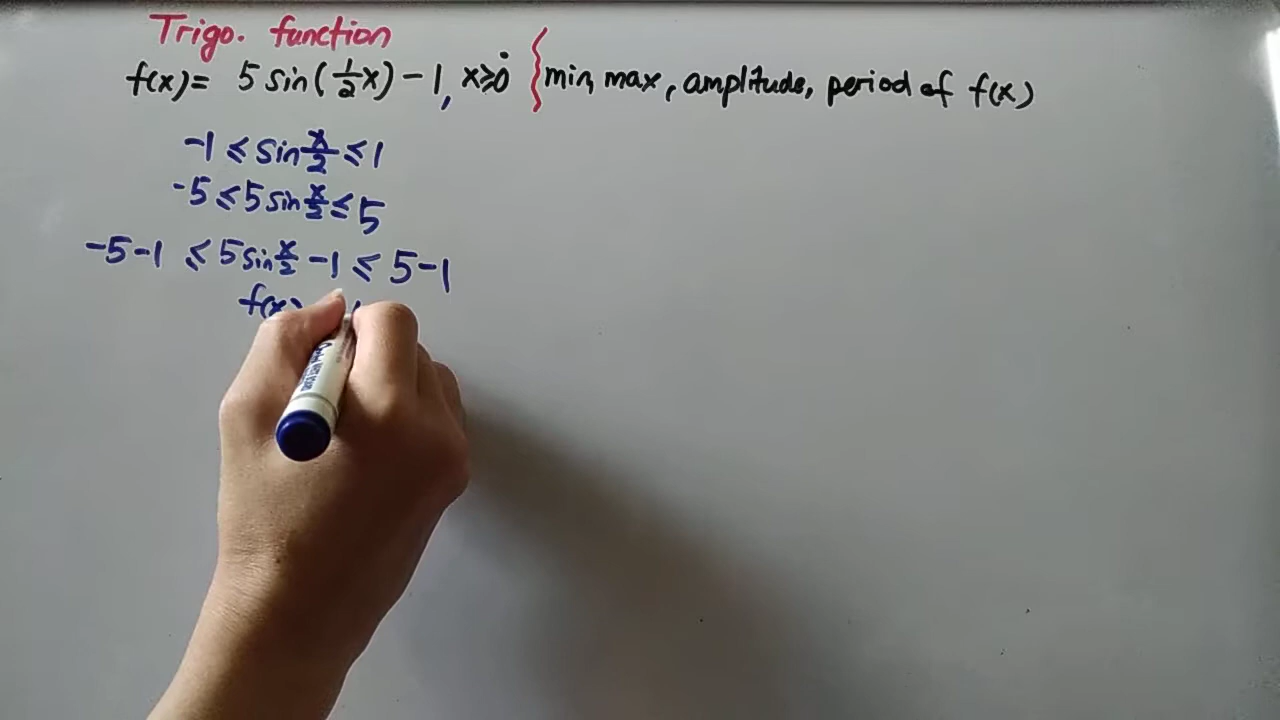 Trigo. function
f(x) = 5 sin(½x) - 1, x ≥ 0 { min, max, amplitude, period of f(x)
-1 ≤ sin x/2 ≤ 1
-5 ≤ 5 sin x/2 ≤ 5
-5-1 ≤ 5 sin x/2 - 1 ≤ 5-1
f(x)